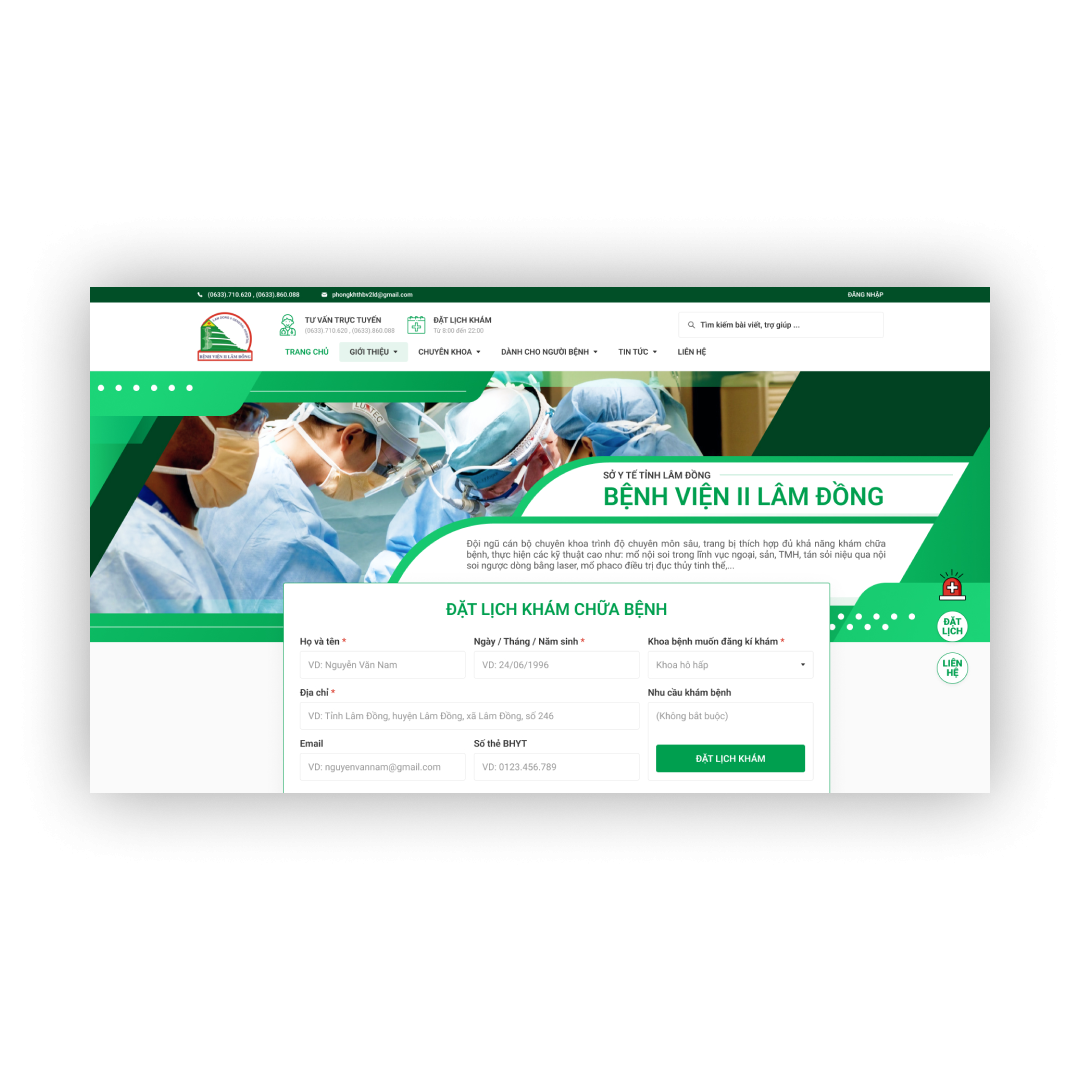 (0633).710.620 , (0633).860.088
phongkhthbv2ld@gmail.com
ĐĂNG NHẬP
BỆNH VIỆN II LÂM ĐỒNG
TƯ VẤN TRỰC TUYẾN
(0633).710.620 , (0633).860.088
ĐẶT LỊCH KHÁM
Từ 8:00 đến 22:00
Tìm kiếm bài viết, trợ giúp ...
TRANG CHỦ
GIỚI THIỆU
CHUYÊN KHOA
DÀNH CHO NGƯỜI BỆNH
TIN TỨC
LIÊN HỆ
SỞ Y TẾ TỈNH LÂM ĐỒNG
BỆNH VIỆN II LÂM ĐỒNG
Đội ngũ cán bộ chuyên khoa trình độ chuyên môn sâu, trang bị thích hợp đủ khả năng khám chữa
bệnh, thực hiện các kỹ thuật cao như: mổ nội soi trong lĩnh vực ngoại, sản, TMH, tán sỏi niệu qua nội
soi ngược dòng bằng laser, mổ phaco điều trị đục thủy tinh thể,...
ĐẶT
LỊCH
LIÊN
HỆ
ĐẶT LỊCH KHÁM CHỮA BỆNH
Họ và tên *
Ngày / Tháng / Năm sinh *
Khoa bệnh muốn đăng kí khám *
VD: Nguyễn Văn Nam
VD: 24/06/1996
Khoa hô hấp
Địa chỉ *
Nhu cầu khám bệnh
VD: Tỉnh Lâm Đồng, huyện Lâm Đồng, xã Lâm Đồng, số 246
(Không bắt buộc)
Email
Số thẻ BHYT
VD: nguyenvannam@gmail.com
VD: 0123.456.789
ĐẶT LỊCH KHÁM